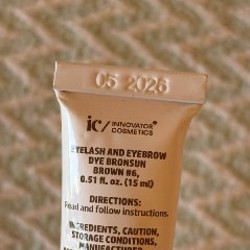 05 2026
ic/ INNOVATOR®
COSMETICS
EYELASH AND EYEBROW
DYE BRONSUN
BROWN #6,
0.51 fl. oz. (15 ml)
DIRECTIONS:
Read and follow instructions.
INGREDIENTS, CAUTION,
STORAGE CONDITIONS,